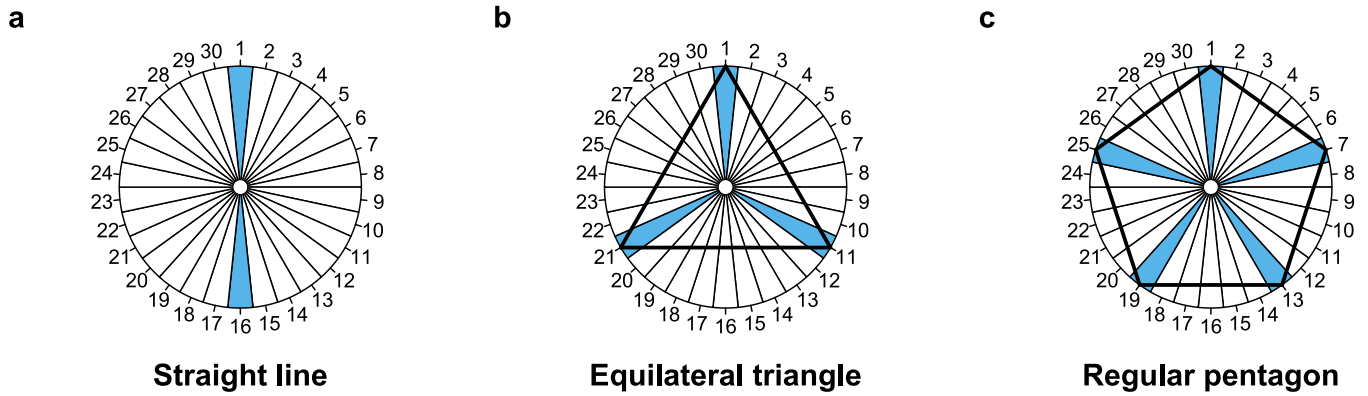 a
b
c
1 2 3 4 5 6 7 8 9 10 11 12 13 14 15 16 17 18 19 20 21 22 23 24 25 26 27 28 29 30
1 2 3 4 5 6 7 8 9 10 11 12 13 14 15 16 17 18 19 20 21 22 23 24 25 26 27 28 29 30
1 2 3 4 5 6 7 8 9 10 11 12 13 14 15 16 17 18 19 20 21 22 23 24 25 26 27 28 29 30
Straight line
Equilateral triangle
Regular pentagon